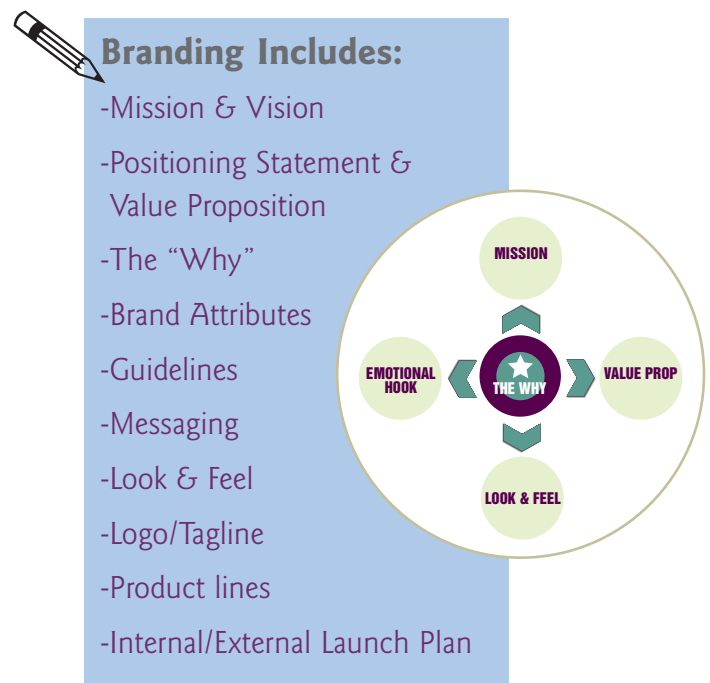 Branding Includes:
-Mission & Vision
-Positioning Statement &
Value Proposition
-The “Why”
-Brand Attributes
-Guidelines
-Messaging
-Look & Feel
-Logo/Tagline
-Product lines
-Internal/External Launch Plan
MISSION
EMOTIONAL
HOOK
THE WHY
VALUE PROP
LOOK & FEEL